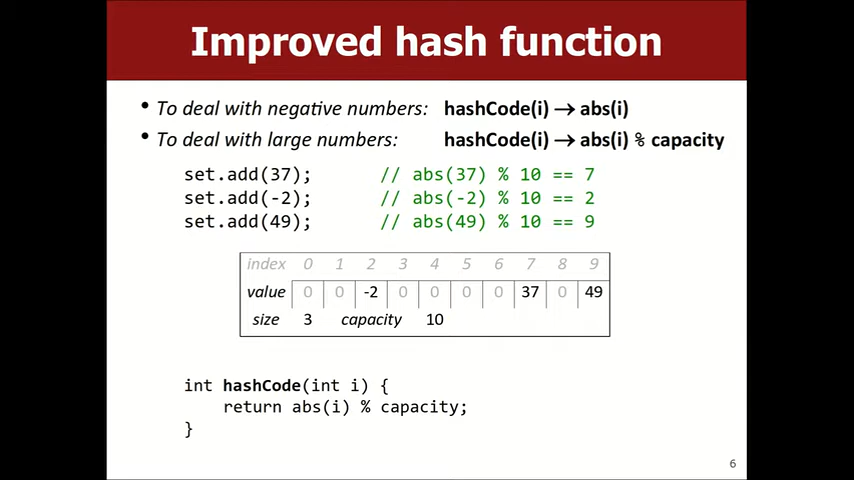 Improved hash function
• To deal with negative numbers: hashCode(i) → abs(i)
• To deal with large numbers: hashCode(i) → abs(i) % capacity
set.add(37); // abs(37) % 10 == 7
set.add(-2); // abs(-2) % 10 == 2
set.add(49); // abs(49) % 10 == 9
index 0 1 2 3 4 5 6 7 8 9
value 0 0 -2 0 0 0 0 37 0 49
size 3 capacity 10
int hashCode(int i) {
    return abs(i) % capacity;
}
6